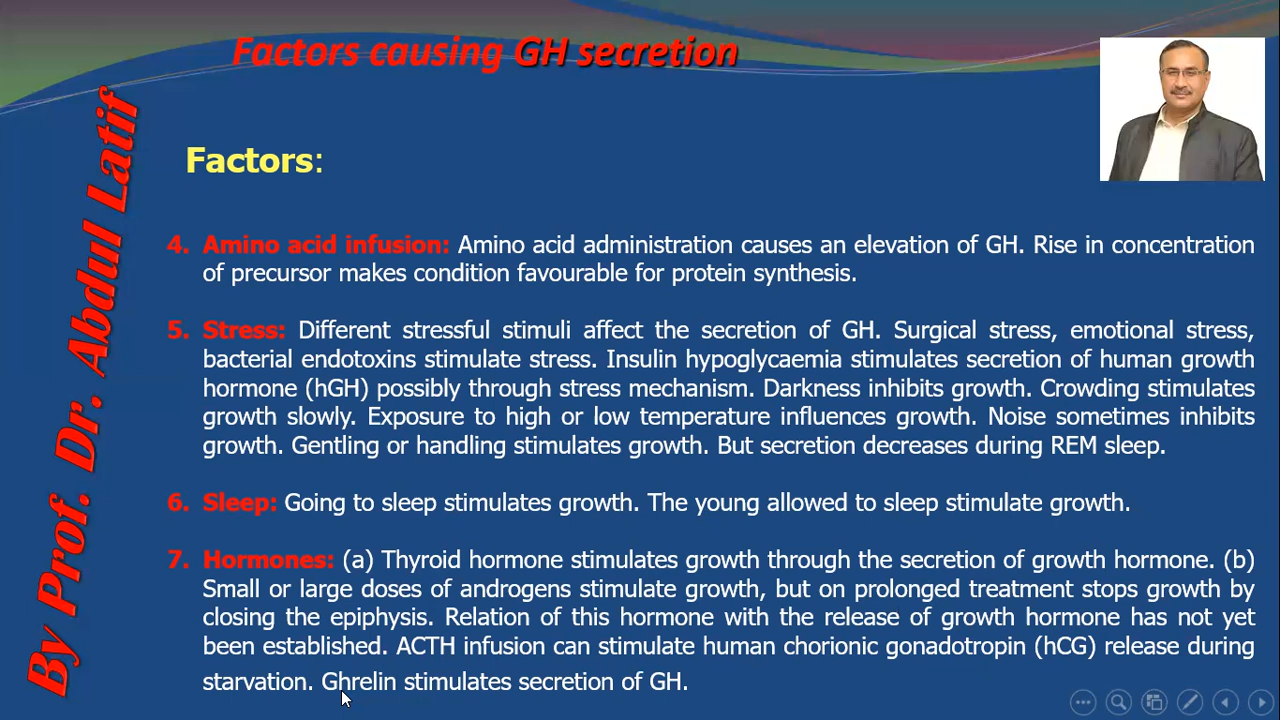 Factors causing GH secretion
By Prof. Dr. Abdul Latif
Factors:
4. Amino acid infusion: Amino acid administration causes an elevation of GH. Rise in concentration
of precursor makes condition favourable for protein synthesis.
5. Stress: Different stressful stimuli affect the secretion of GH. Surgical stress, emotional stress,
bacterial endotoxins stimulate stress. Insulin hypoglycaemia stimulates secretion of human growth
hormone (hGH) possibly through stress mechanism. Darkness inhibits growth. Crowding stimulates
growth slowly. Exposure to high or low temperature influences growth. Noise sometimes inhibits
growth. Gentling or handling stimulates growth. But secretion decreases during REM sleep.
6. Sleep: Going to sleep stimulates growth. The young allowed to sleep stimulate growth.
7. Hormones: (a) Thyroid hormone stimulates growth through the secretion of growth hormone. (b)
Small or large doses of androgens stimulate growth, but on prolonged treatment stops growth by
closing the epiphysis. Relation of this hormone with the release of growth hormone has not yet
been established. ACTH infusion can stimulate human chorionic gonadotropin (hCG) release during
starvation. Ghrelin stimulates secretion of GH.